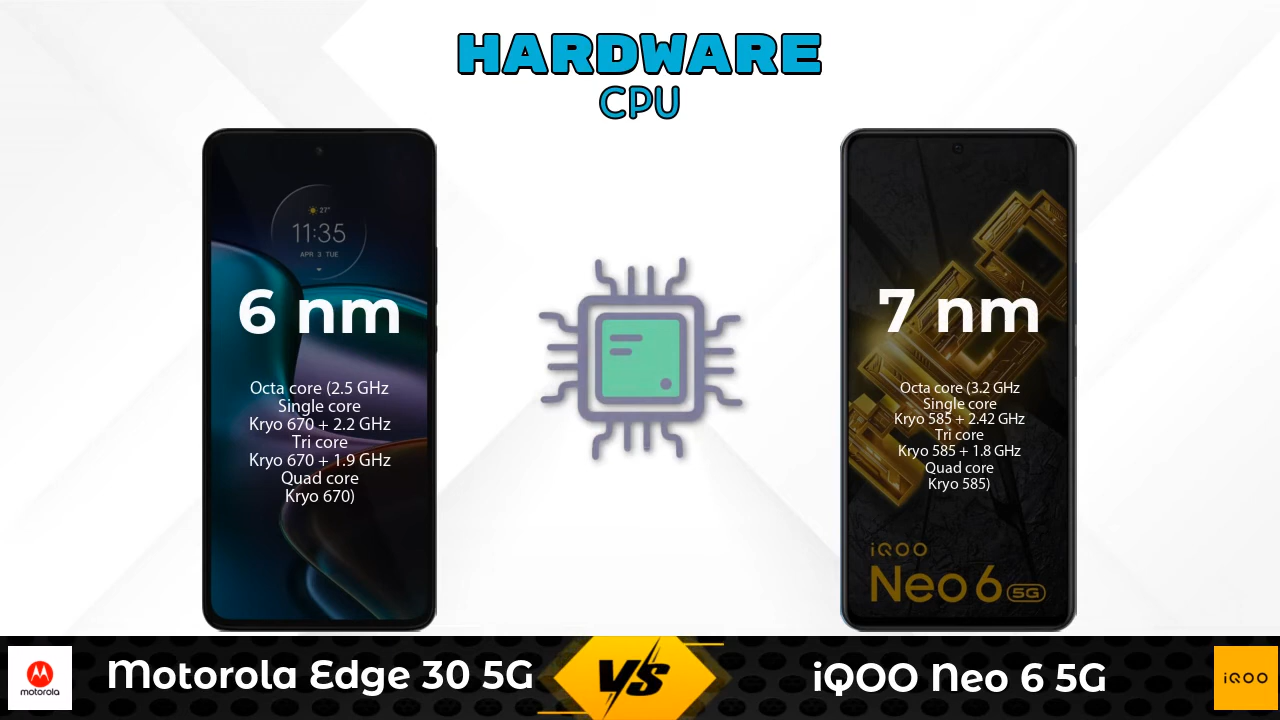 HARDWARE
CPU
27°
11:35
APR 3 TUE
6 nm
Octa core (2.5 GHz
Single core
Kryo 670 + 2.2 GHz
Tri core
Kryo 670 + 1.9 GHz
Quad core
Kryo 670)
7 nm
Octa core (3.2 GHz
Single core
Kryo 585 + 2.42 GHz
Tri core
Kryo 585 + 1.8 GHz
Quad core
Kryo 585)
iQOO
Neo 6 5G
motorola
Motorola Edge 30 5G
VS
iQOO Neo 6 5G
iQOO